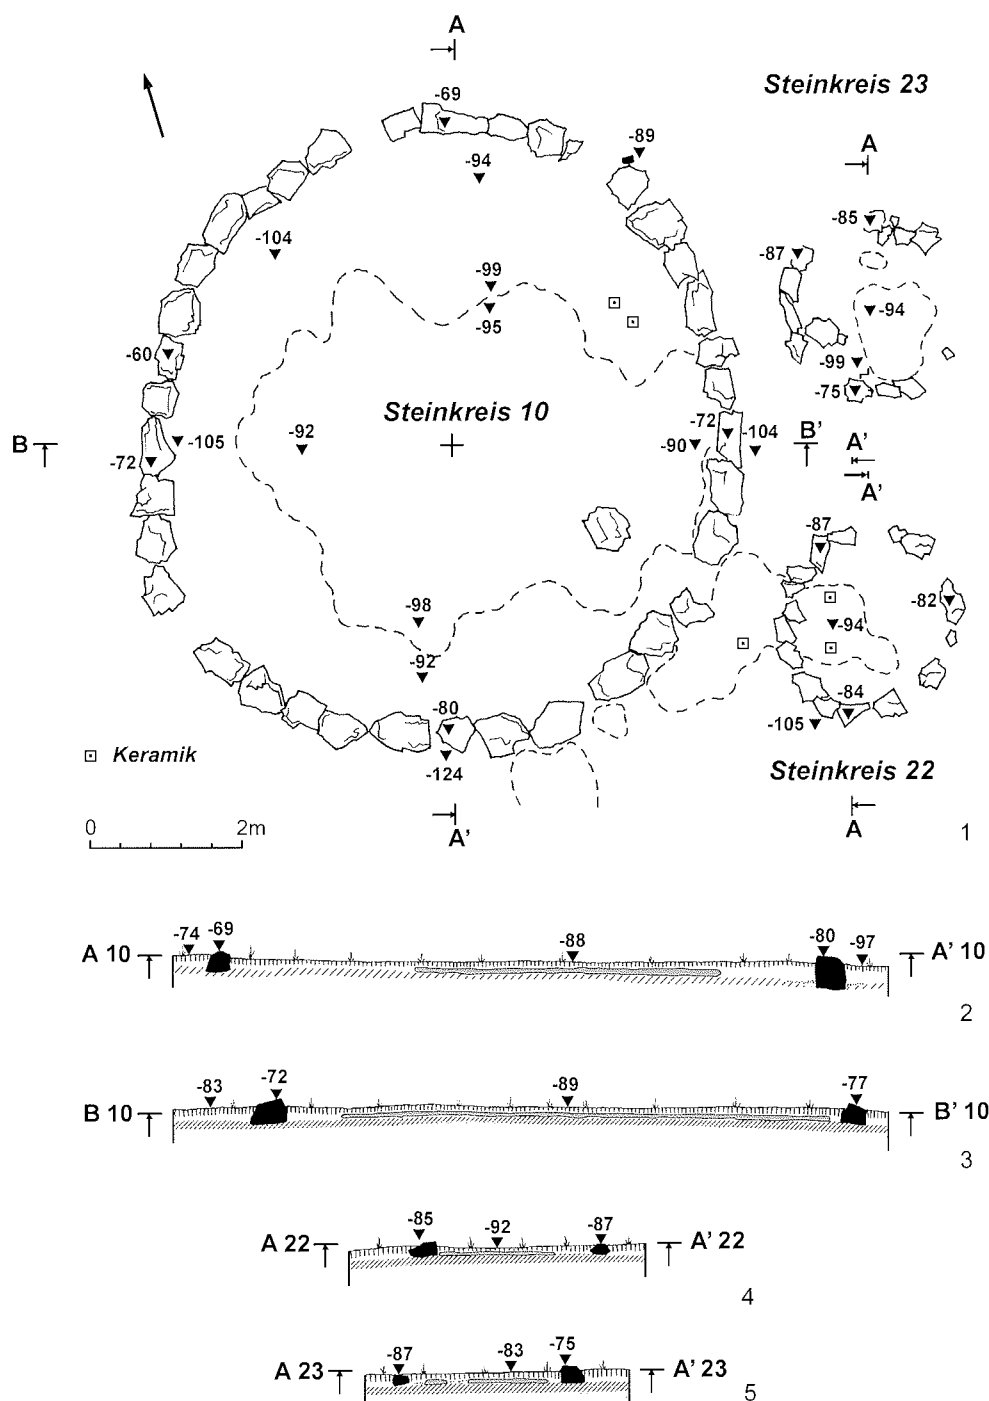 A
Steinkreis 23
-69
-89
A
-94
-85
-104
-87
-99
-94
-95
-60
-99
-75
Steinkreis 10
-72
-104
B'
B
-105
-92
-90
A'
-72
A'
-87
-98
-94
-82
-92
-84
-80
-105
Keramik
-124
Steinkreis 22
0 2m
A'
A
1
-74 -69 -88 -80 -97
A 10 A' 10
2
-83 -72 -89 -77
B 10 B' 10
3
-85 -92 -87
A 22 A' 22
4
-87 -83 -75
A 23 A' 23
5